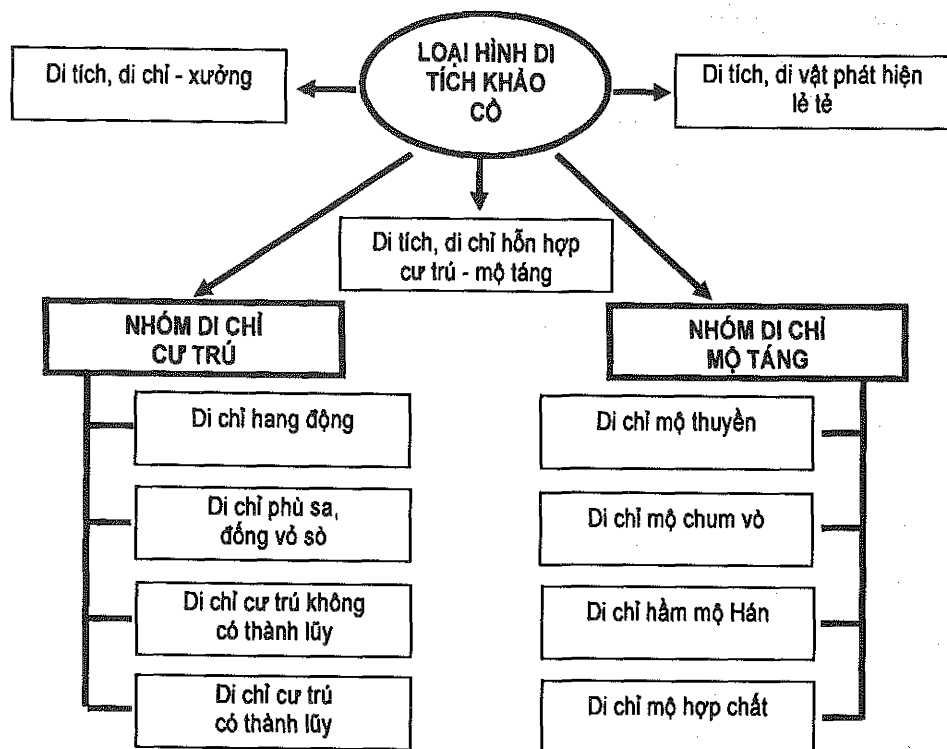 LOẠI HÌNH DI
TÍCH KHẢO
CỔ
Di tích, di chỉ - xưởng
Di tích, di vật phát hiện
lẻ tẻ
Di tích, di chỉ hỗn hợp
cư trú - mộ táng
NHÓM DI CHỈ
CƯ TRÚ
Di chỉ hang động
Di chỉ phù sa,
đống vỏ sò
Di chỉ cư trú không
có thành lũy
Di chỉ cư trú
có thành lũy
NHÓM DI CHỈ
MỘ TÁNG
Di chỉ mộ thuyền
Di chỉ mộ chum vò
Di chỉ hầm mộ Hán
Di chỉ mộ hợp chất